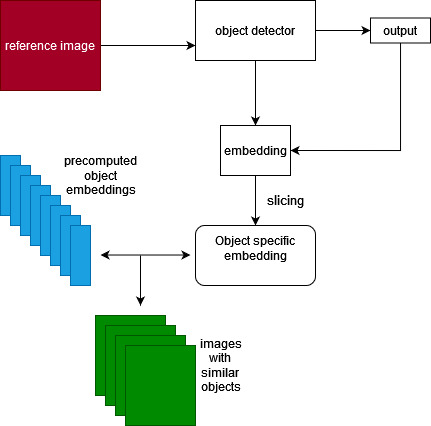 reference image
object detector
output
embedding
precomputed
object
embeddings
slicing
Object specific
embedding
images
with
similar
objects